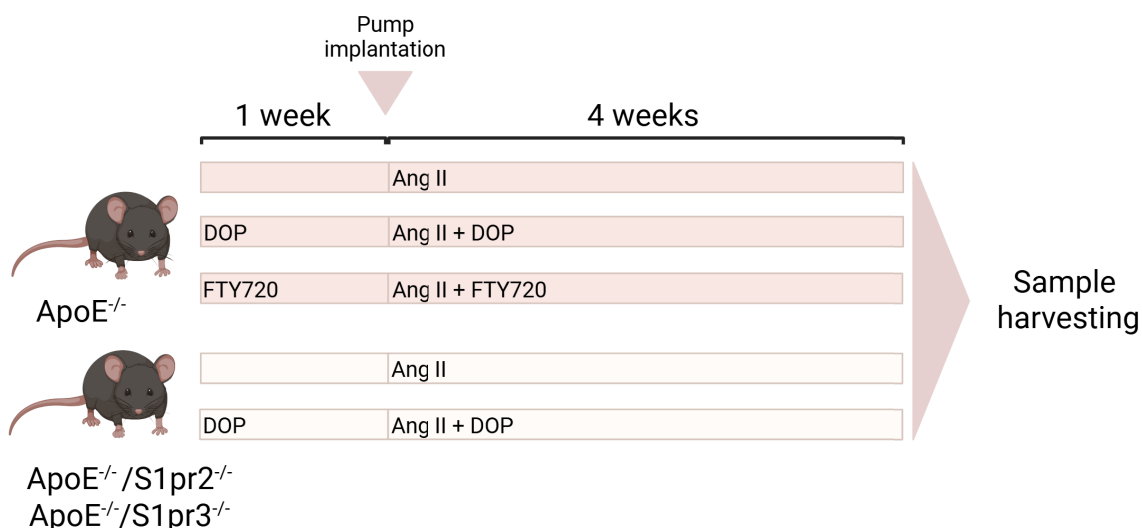 Pump
implantation
1 week
4 weeks
Ang II
DOP
Ang II + DOP
FTY720
Ang II + FTY720
ApoE-/-
Sample
harvesting
Ang II
DOP
Ang II + DOP
ApoE-/- /S1pr2-/-
ApoE-/-/S1pr3-/-